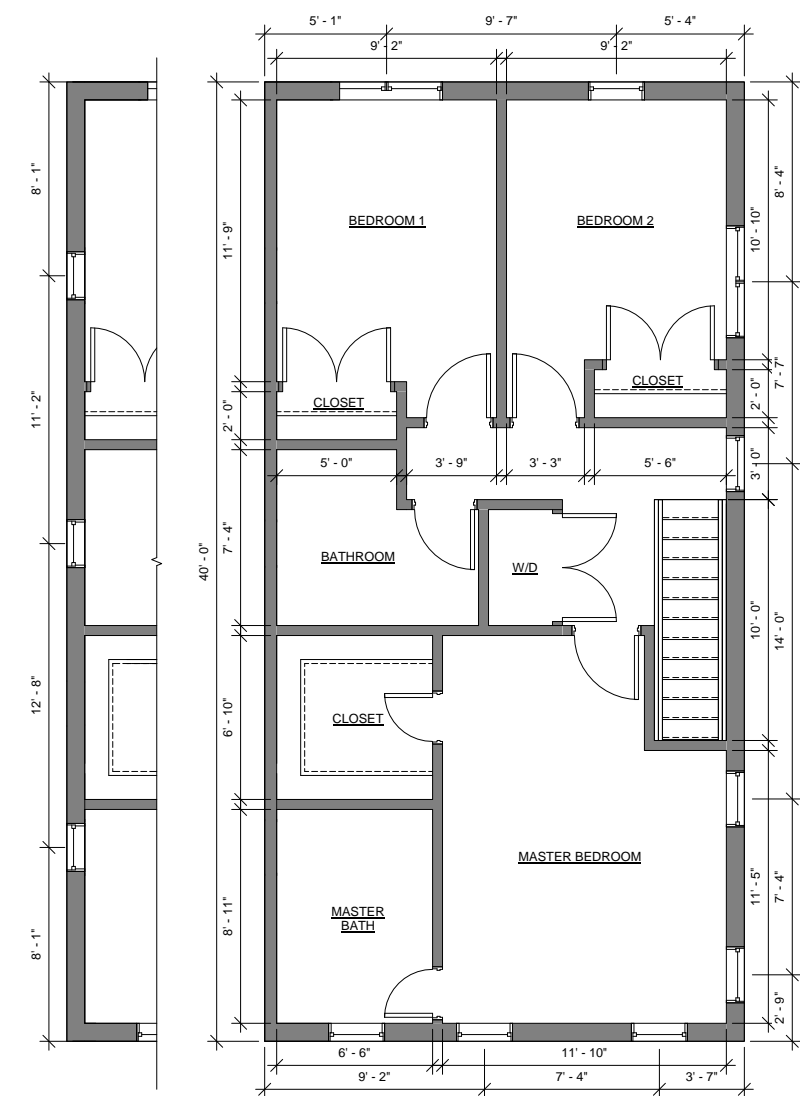 5' - 1"
9' - 7"
5' - 4"
9' - 2"
9' - 2"
8' - 1"
11' - 2"
12' - 8"
8' - 1"
40' - 0"
11' - 9"
2' - 0"
7' - 4"
6' - 10"
8' - 11"
BEDROOM 1
BEDROOM 2
CLOSET
CLOSET
5' - 0"
3' - 9"
3' - 3"
5' - 6"
BATHROOM
W/D
CLOSET
MASTER BEDROOM
MASTER
BATH
10' - 10"
2' - 0"
3' - 0"
10' - 0"
11' - 5"
8' - 4"
7' - 7"
14' - 0"
7' - 4"
2' - 9"
6' - 6"
11' - 10"
9' - 2"
7' - 4"
3' - 7"